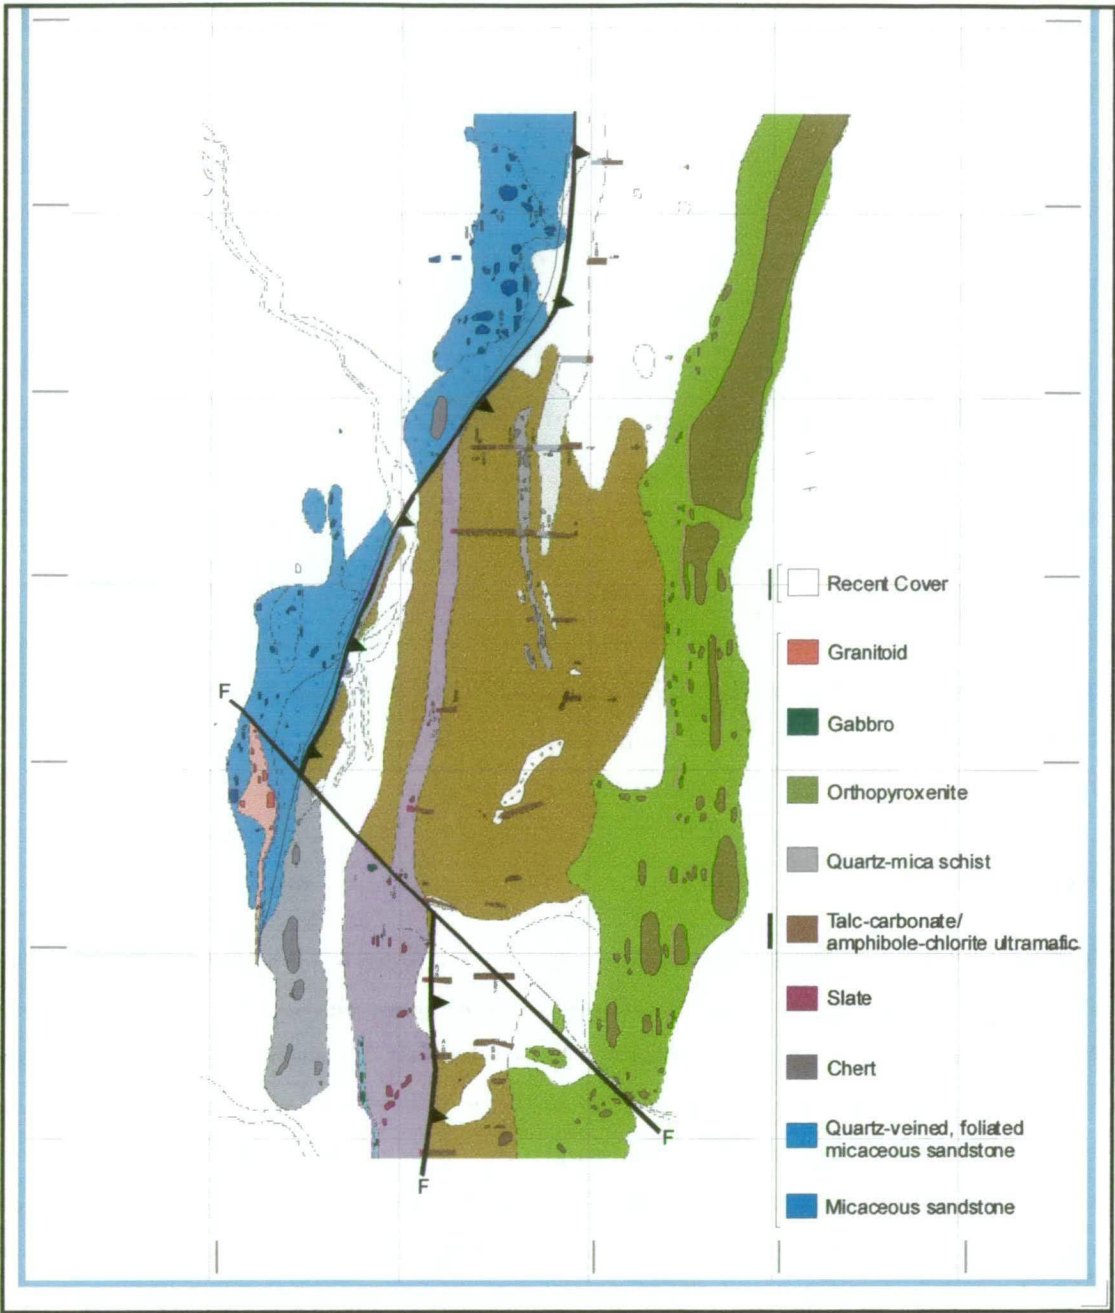 F
Recent Cover
Granitoid
Gabbro
Orthopyroxenite
Quartz-mica schist
Talc-carbonate/
amphibole-chlorite ultramafic
Slate
Chert
Quartz-veined, foliated
micaceous sandstone
Micaceous sandstone
F
F